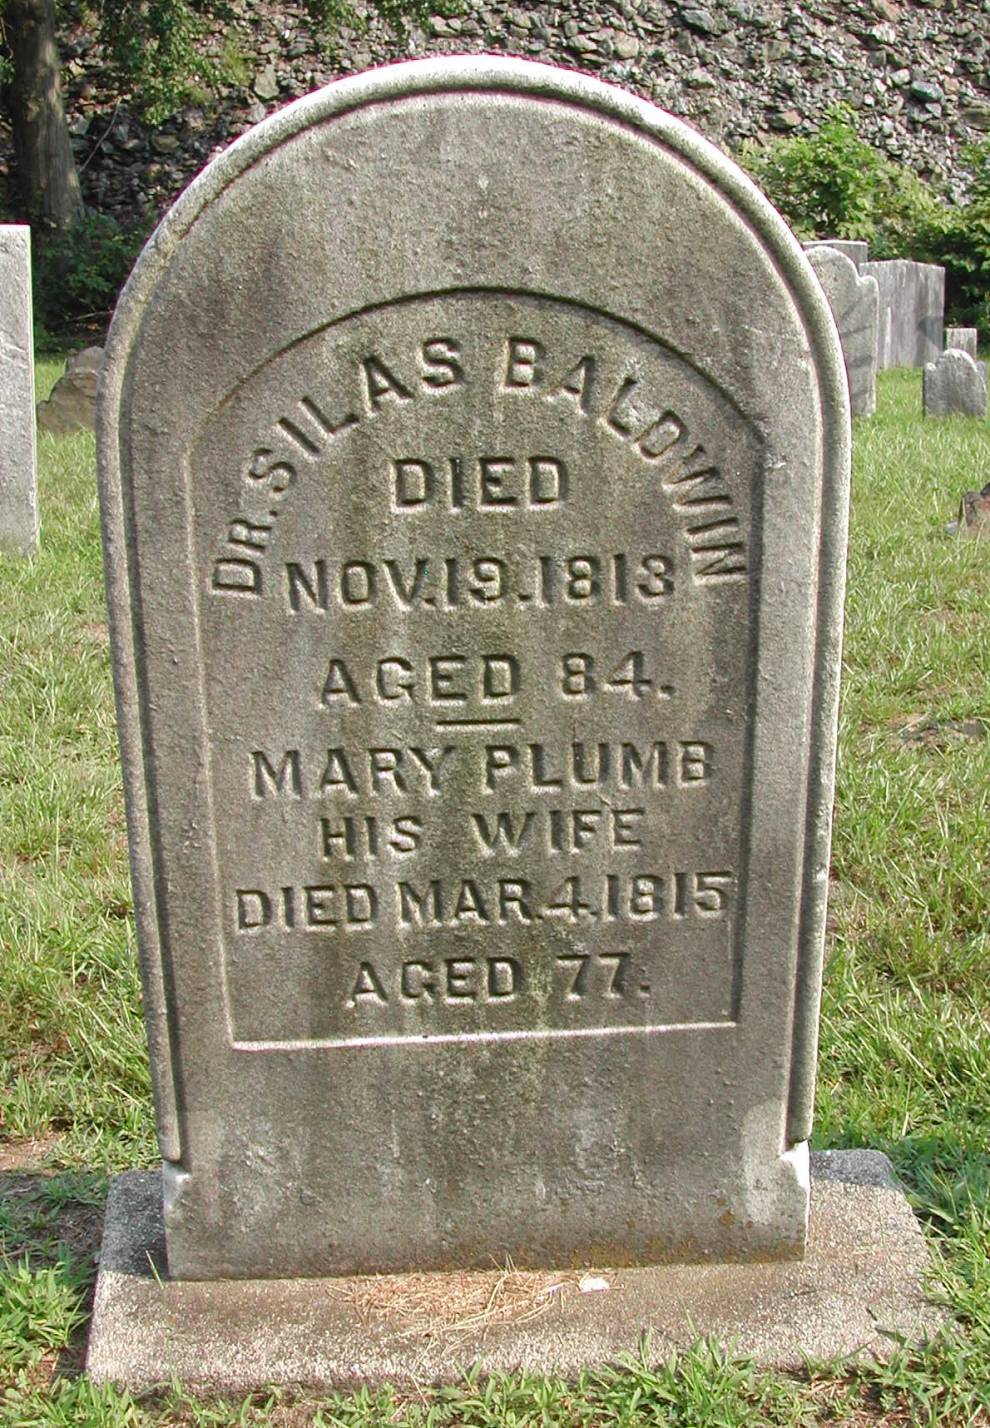 DR. SILAS BALDWIN
DIED
NOV. 19. 1813
AGED 84.
MARY PLUMB
HIS WIFE
DIED MAR. 4. 1815
AGED 77.